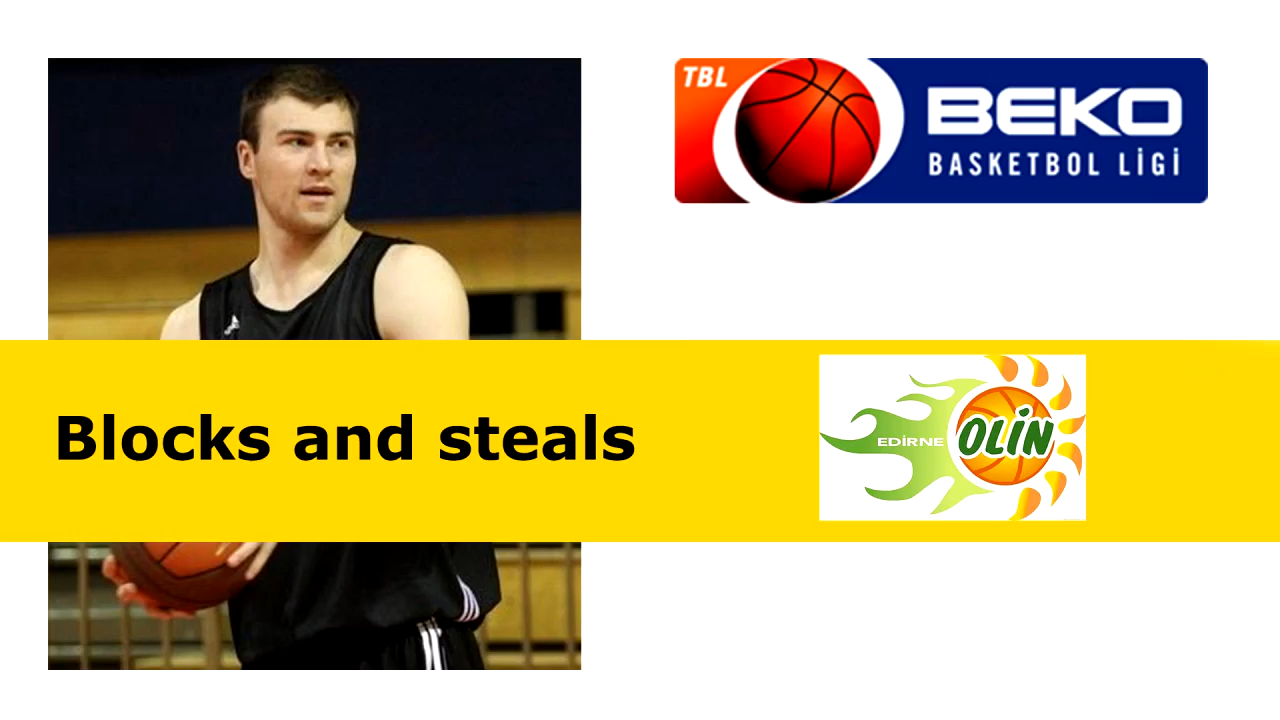 TBL
BEKO
BASKETBOL LİGİ
Blocks and steals
EDİRNE OLİN